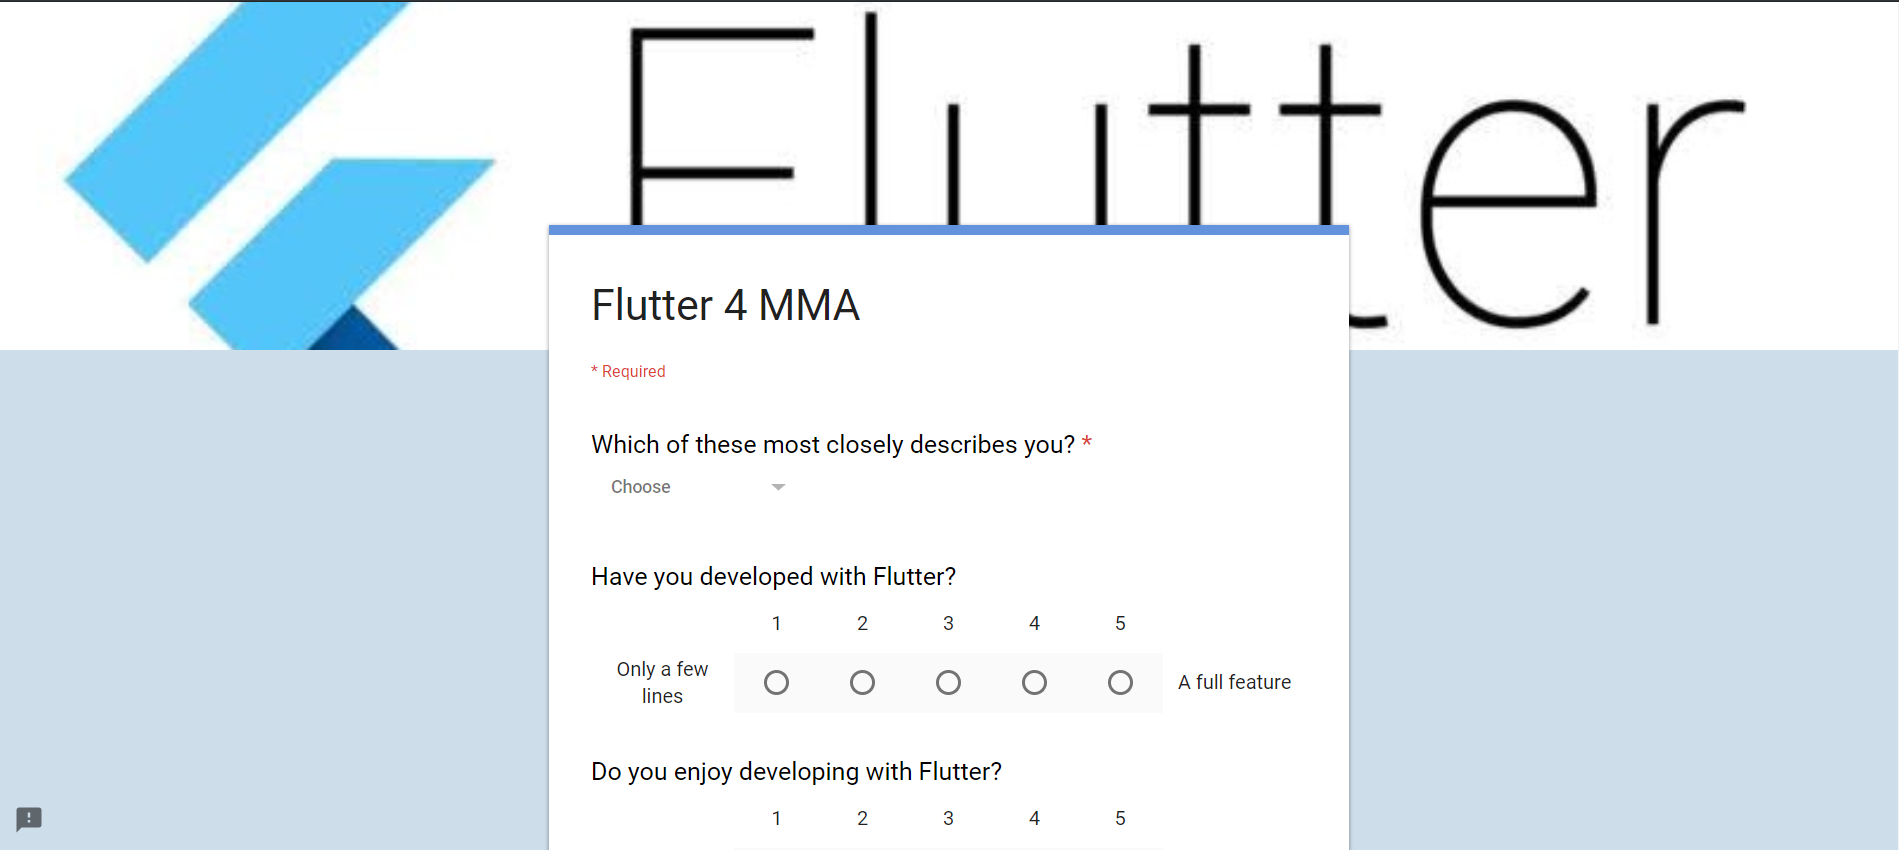 Flutter
Flutter 4 MMA
* Required
Which of these most closely describes you? *
Choose
Have you developed with Flutter?
1 2 3 4 5
Only a few
lines
A full feature
Do you enjoy developing with Flutter?
1 2 3 4 5